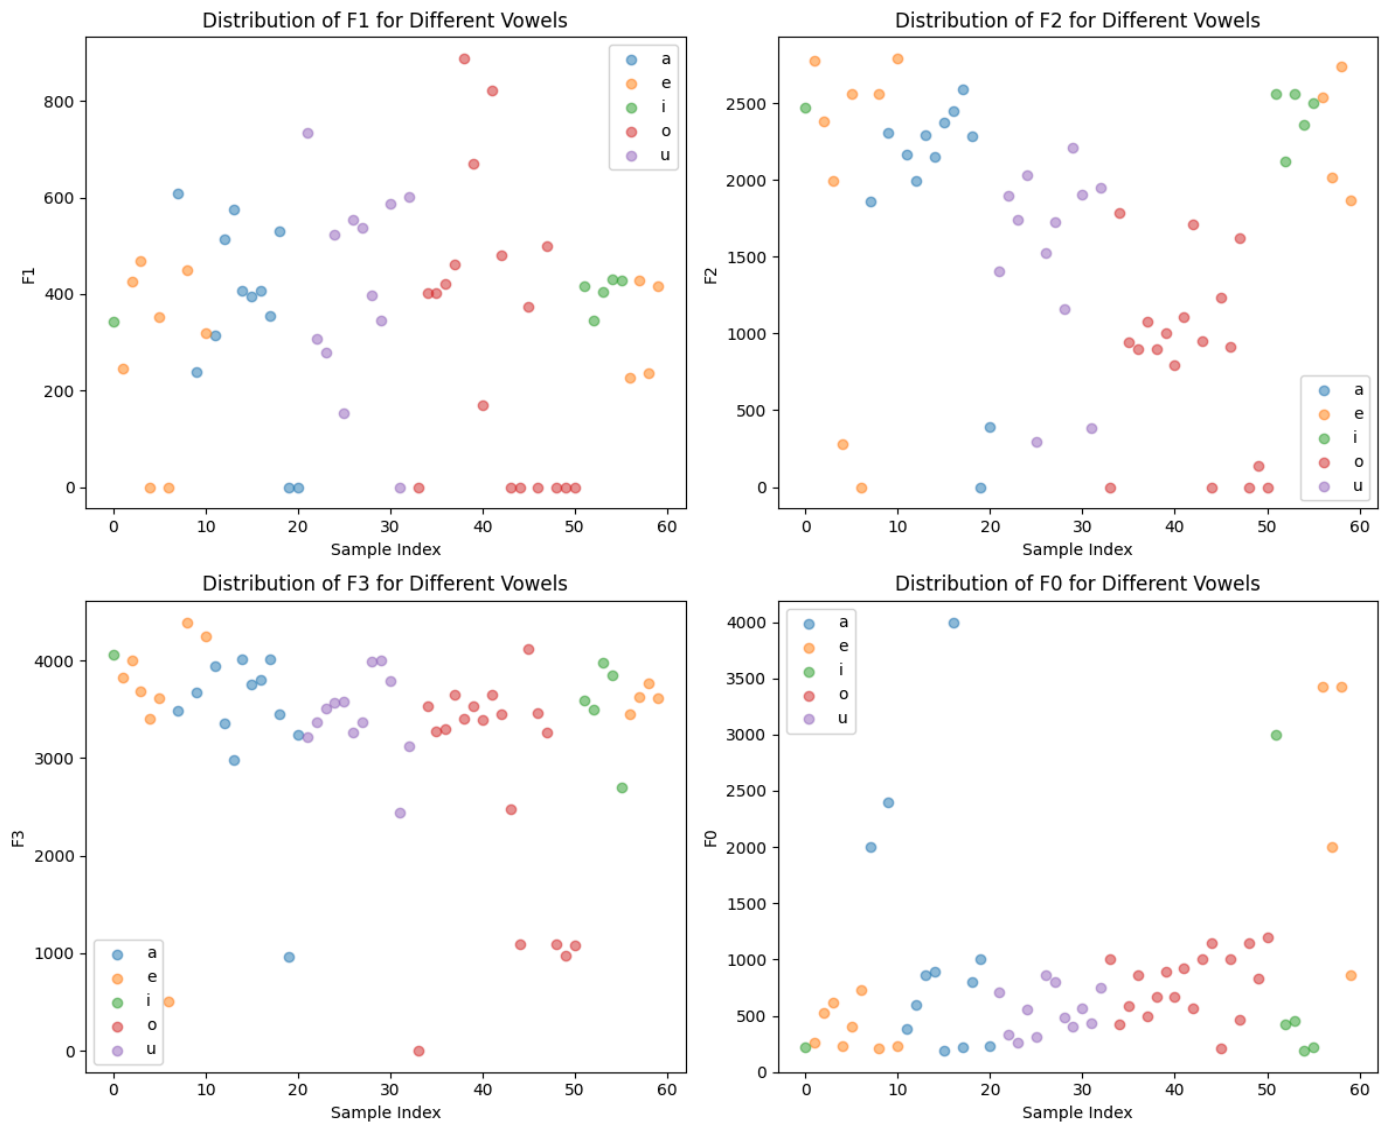 Distribution of F1 for Different Vowels
F1
800
600
400
200
0
0 10 20 30 40 50 60
Sample Index
a
e
i
o
u
Distribution of F2 for Different Vowels
F2
2500
2000
1500
1000
500
0
0 10 20 30 40 50 60
Sample Index
a
e
i
o
u
Distribution of F3 for Different Vowels
F3
4000
3000
2000
1000
0
0 10 20 30 40 50 60
Sample Index
a
e
i
o
u
Distribution of F0 for Different Vowels
F0
4000
3500
3000
2500
2000
1500
1000
500
0
0 10 20 30 40 50 60
Sample Index
a
e
i
o
u